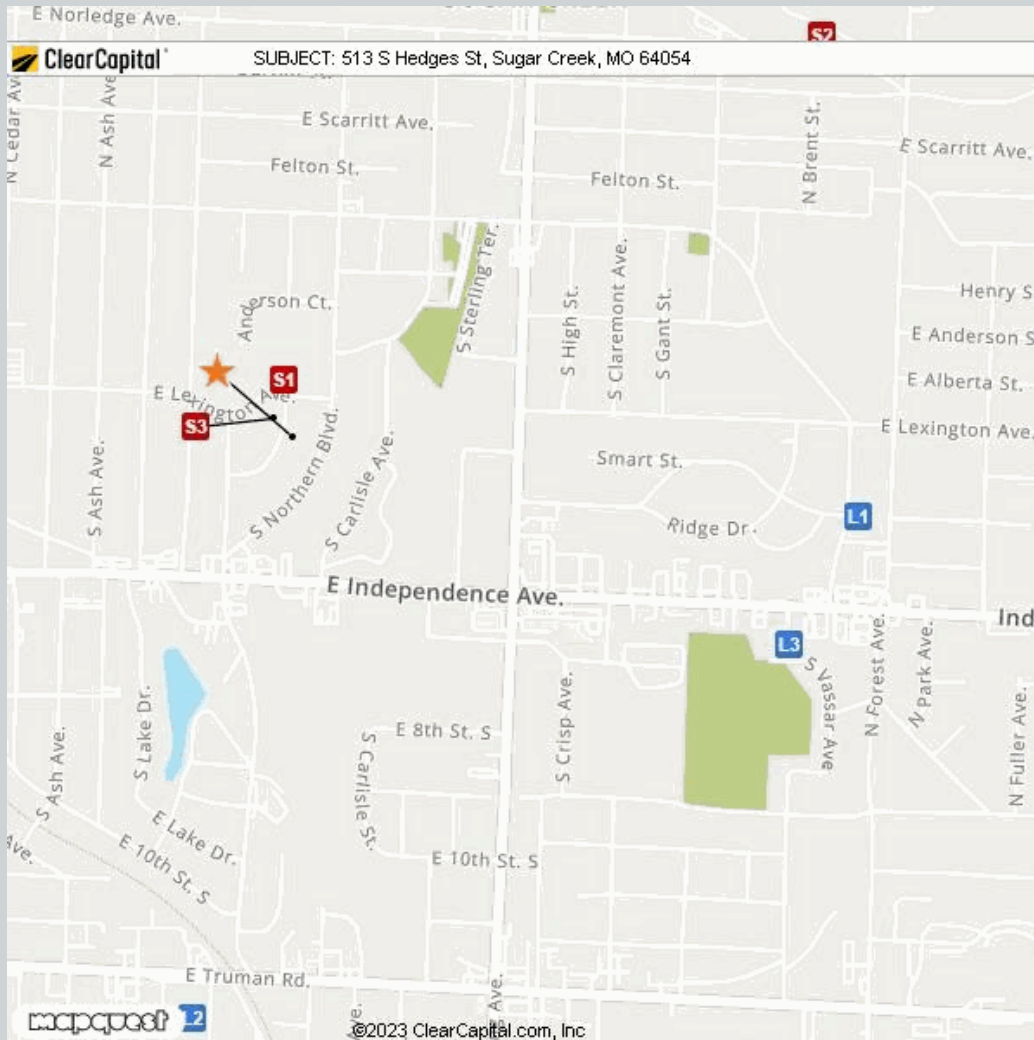 E Norledge Ave.
S2
ClearCapital
SUBJECT: 513 S Hedges St, Sugar Creek, MO 64054
N Cedar Av
N Ash Ave
E Scarritt Ave.
N Brent St.
E Scarritt Ave.
Felton St.
Felton St.
S Sterling Ter.
S High St.
S Claremont Ave.
S Gant St.
Henry S
Anderson Ct.
E Anderson S
S1
E Alberta St.
E Lexington Ave.
S3
E Lexington Ave.
S Ash Ave.
S Northern Blvd.
S Carlisle Ave.
Smart St.
L1
Ridge Dr.
E Independence Ave.
Ind
L3
S Vassar Ave
N Forest Ave.
N Park Ave.
S Lake Dr.
S Ash Ave.
E 8th St. S
S Carlisle St.
S Crisp Ave.
N Fuller Ave.
E Lake Dr.
Ave.
E 10th St. S
E 10th St. S
E Truman Rd.
mapquest
L2
Ave.
©2023 ClearCapital.com, Inc